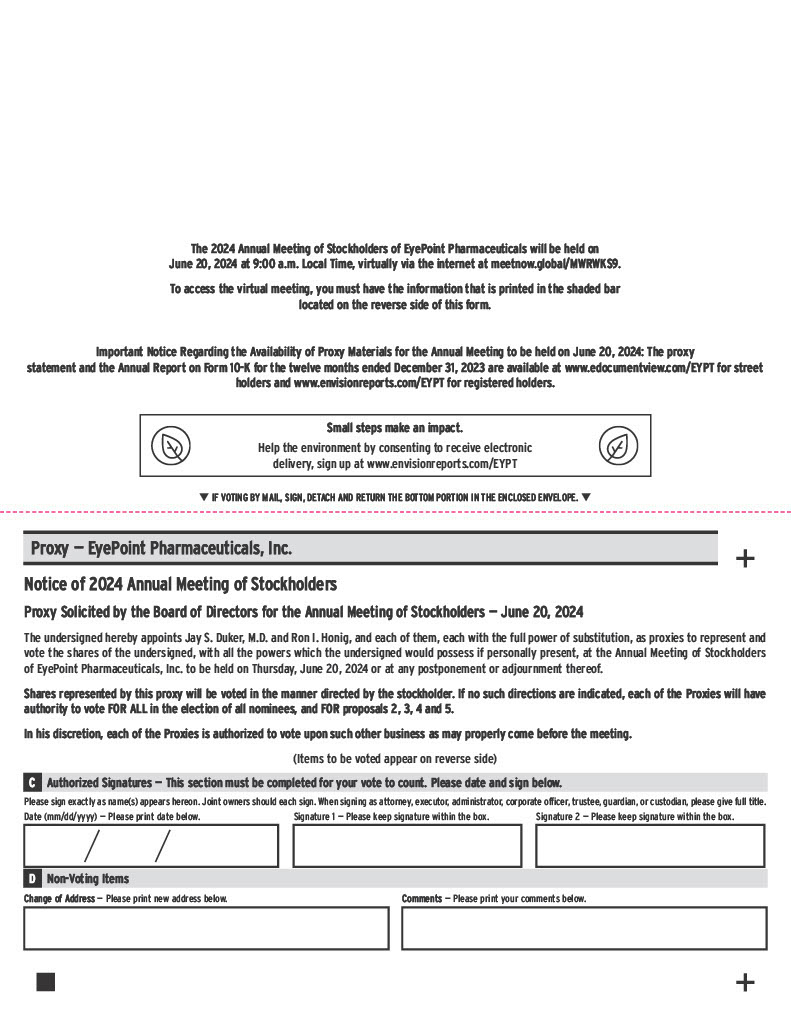 The 2024 Annual Meeting of Stockholders of EyePoint Pharmaceuticals will be held on
June 20, 2024 at 9:00 a.m. Local Time, virtually via the internet at meetnow.global/MWRWKS9.
To access the virtual meeting, you must have the information that is printed in the shaded bar
located on the reverse side of this form.
Important Notice Regarding the Availability of Proxy Materials for the Annual Meeting to be held on June 20, 2024: The proxy
statement and the Annual Report on Form 10-K for the twelve months ended December 31, 2023 are available at www.edocumentview.com/EYPT for street
holders and www.envisionreports.com/EYPT for registered holders.
Small steps make an impact.
Help the environment by consenting to receive electronic
delivery, sign up at www.envisionreports.com/EYPT
▼ IF VOTING BY MAIL, SIGN, DETACH AND RETURN THE BOTTOM PORTION IN THE ENCLOSED ENVELOPE. ▼
Proxy – EyePoint Pharmaceuticals, Inc.
+
Notice of 2024 Annual Meeting of Stockholders
Proxy Solicited by the Board of Directors for the Annual Meeting of Stockholders – June 20, 2024
The undersigned hereby appoints Jay S. Duker, M.D. and Ron I. Honig, and each of them, each with the full power of substitution, as proxies to represent and
vote the shares of the undersigned, with all the powers which the undersigned would possess if personally present, at the Annual Meeting of Stockholders
of EyePoint Pharmaceuticals, Inc. to be held on Thursday, June 20, 2024 or at any postponement or adjournment thereof.
Shares represented by this proxy will be voted in the manner directed by the stockholder. If no such directions are indicated, each of the Proxies will have
authority to vote FOR ALL in the election of all nominees, and FOR proposals 2, 3, 4 and 5.
In his discretion, each of the Proxies is authorized to vote upon such other business as may properly come before the meeting.
(Items to be voted appear on reverse side)
C Authorized Signatures – This section must be completed for your vote to count. Please date and sign below.
Please sign exactly as name(s) appears hereon. Joint owners should each sign. When signing as attorney, executor, administrator, corporate officer, trustee, guardian, or custodian, please give full title.
Date (mm/dd/yyyy) – Please print date below. Signature 1 – Please keep signature within the box. Signature 2 – Please keep signature within the box.
/ /
D Non-Voting Items
Change of Address – Please print new address below. Comments – Please print your comments below.
+